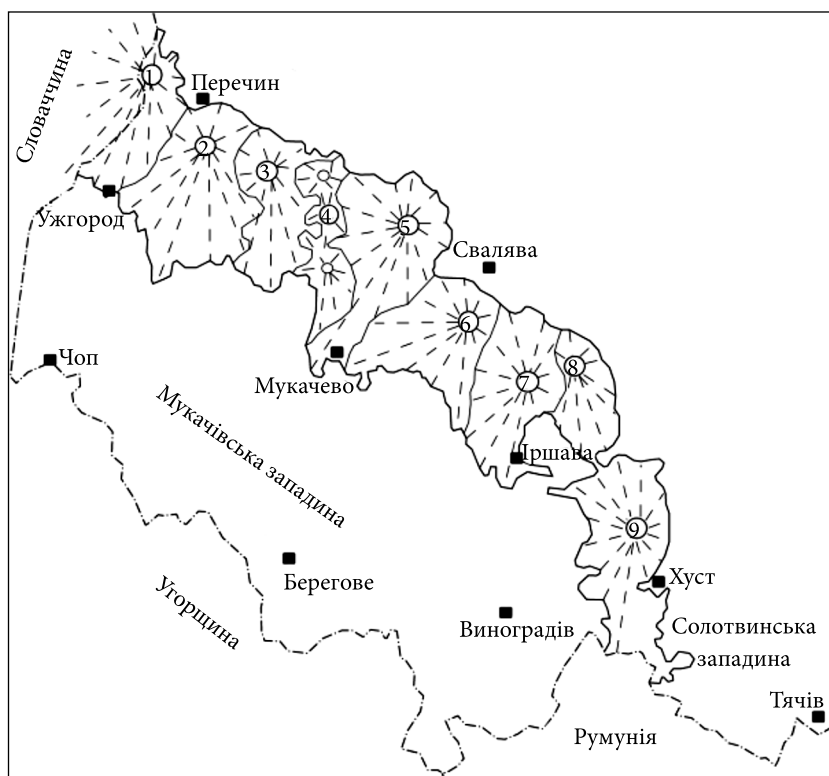 1
Перечин
Словаччина
2
3
Ужгород
4
5
Свалява
6
Чоп
Мукачево
7
8
Мукачівська западина
Іршава
9
Берегове
Хуст
Угорщина
Виноградів
Солотвинська
западина
Тячів
Румунія